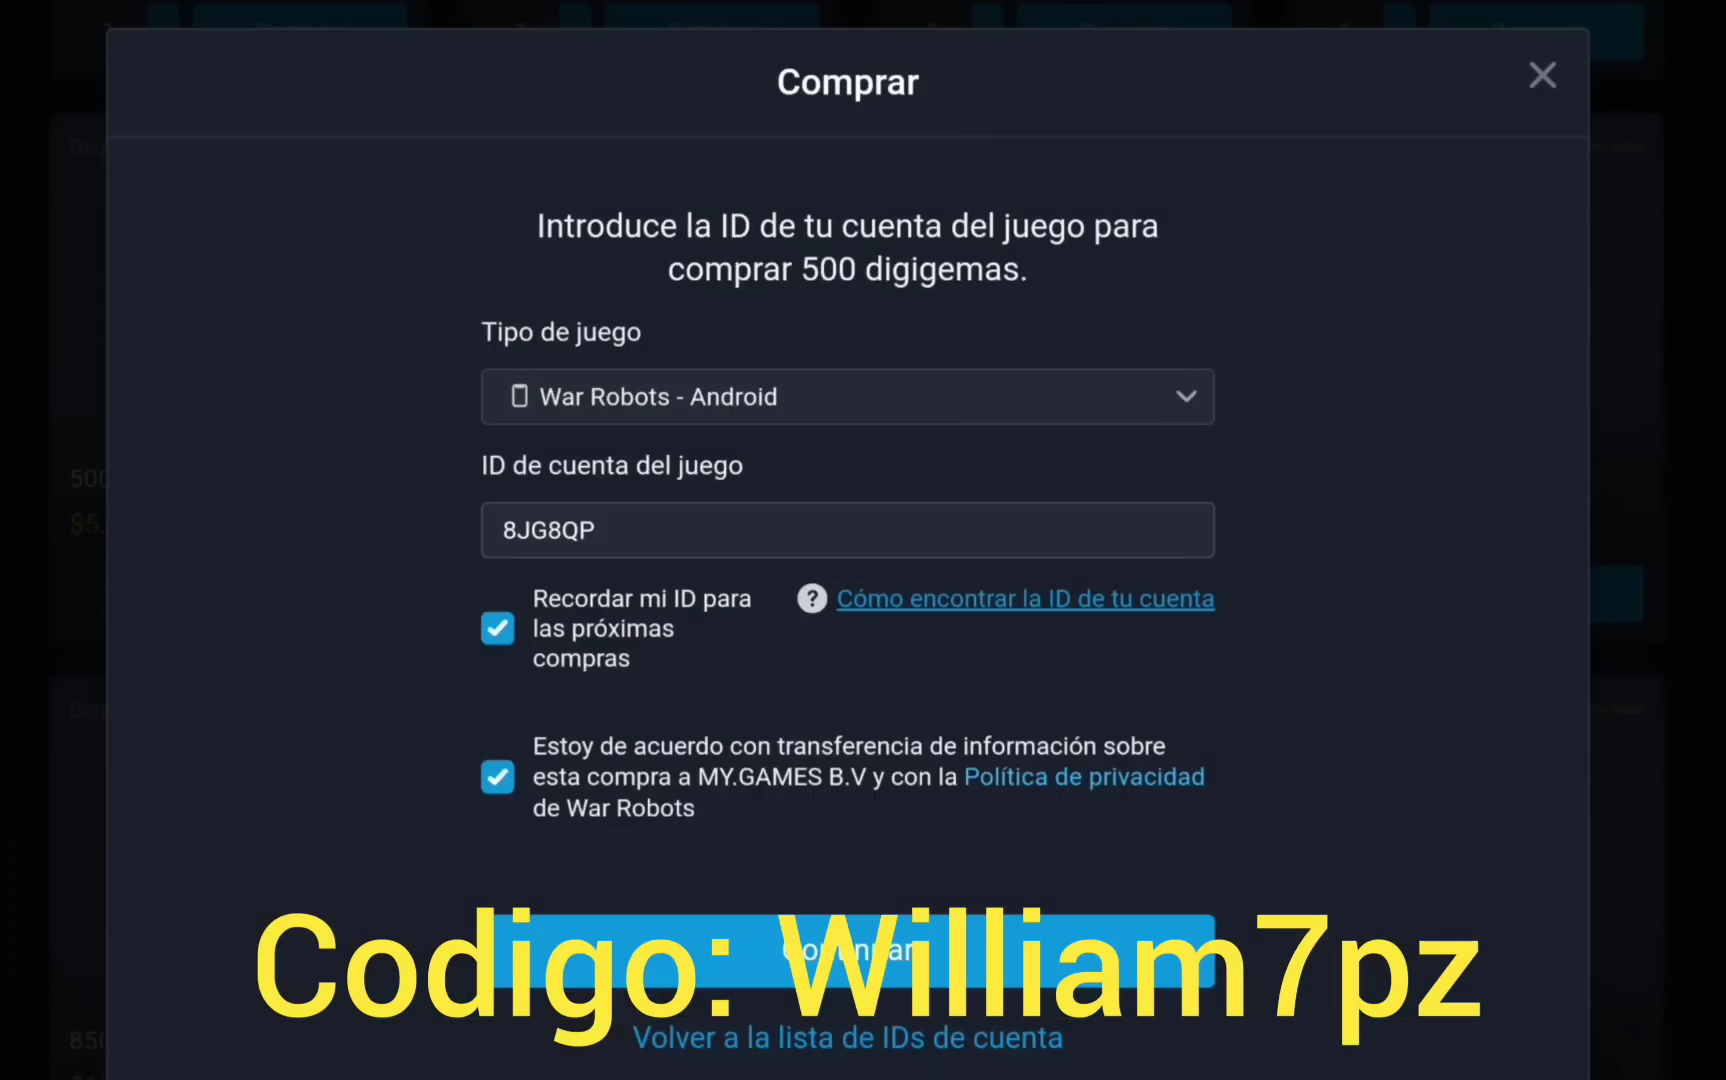 Comprar
Introduce la ID de tu cuenta del juego para
comprar 500 digigemas.
Tipo de juego
War Robots - Android
ID de cuenta del juego
8JG8QP
Recordar mi ID para
las próximas
compras
? Cómo encontrar la ID de tu cuenta
Estoy de acuerdo con transferencia de información sobre
esta compra a MY.GAMES B.V y con la Política de privacidad
de War Robots
Codigo: William7pz
Volver a la lista de IDs de cuenta
500
$5.
850